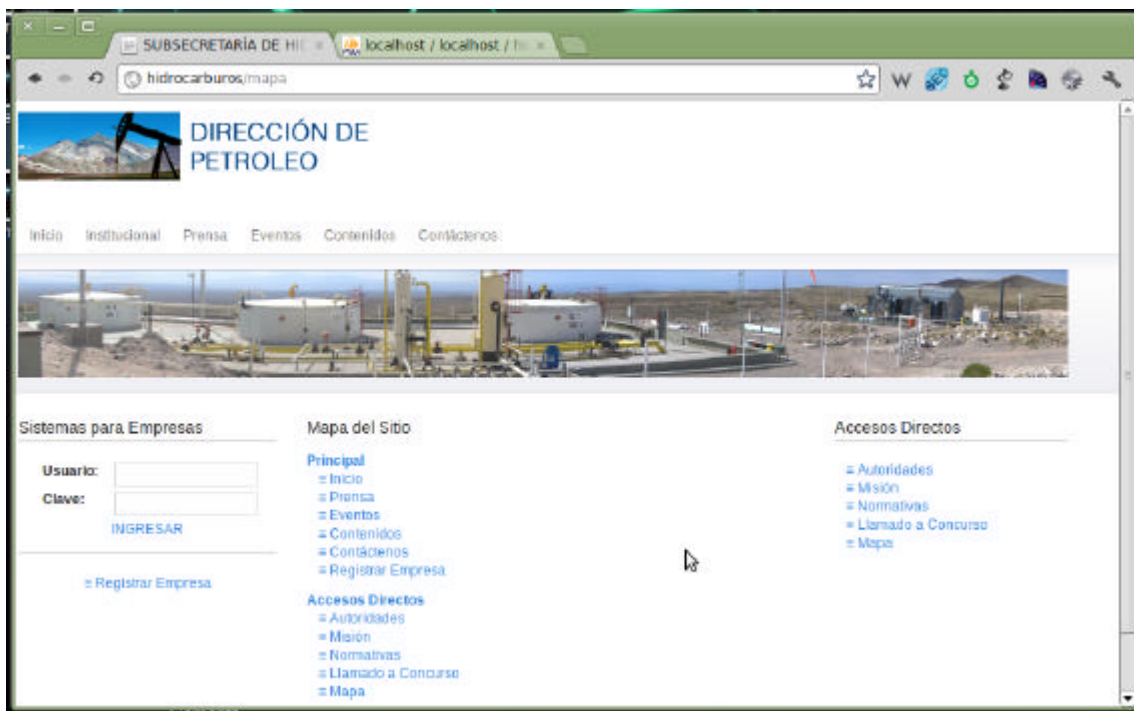 SUBSECRETARÍA DE HI
localhost / localhost / h
hidrocarburos/mapa
DIRECCIÓN DE
PETROLEO
Inicio Institucional Prensa Eventos Contenidos Contáctenos
Sistemas para Empresas
Usuario:
Clave:
INGRESAR
Registrar Empresa
Mapa del Sitio
Principal
Inicio
Prensa
Eventos
Contenidos
Contáctenos
Registrar Empresa
Accesos Directos
Autoridades
Misión
Normativas
Llamado a Concurso
Mapa
Accesos Directos
Autoridades
Misión
Normativas
Llamado a Concurso
Mapa